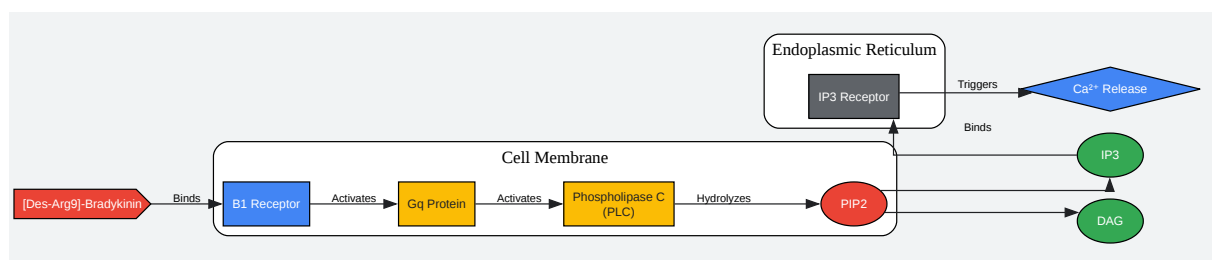 Endoplasmic Reticulum
IP3 Receptor
Triggers
Ca²⁺ Release
Binds
IP3
Cell Membrane
[Des-Arg9]-Bradykinin
Binds
B1 Receptor
Activates
Gq Protein
Activates
Phospholipase C
(PLC)
Hydrolyzes
PIP2
DAG